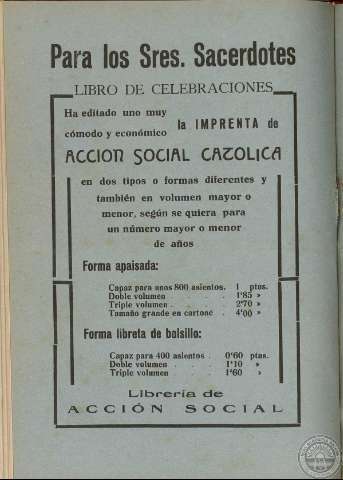 Para los Sres. Sacerdotes
LIBRO DE CELEBRACIONES
Ha editado uno muy
cómodo y económico
la IMPRENTA de
ACCION SOCIAL CAZOLICA
en dos tipos o formas diferentes y
también en volumen mayor o
menor, según se quiera para
un número mayor o menor
de años
Forma apaisada:
Capaz para unos 800 asientos. 1 ptas.
Doble volumen . . . . 1'85 »
Triple volumen . . . . 2'70 »
Tamaño grande en cartoné . 4'00 »
Forma libreta de bolsillo:
Capaz para 400 asientos . 0'60 ptas.
Doble volumen . . . . 1'10 »
Triple volumen . . . . 1'60 »
Librería de
ACCIÓN SOCIAL